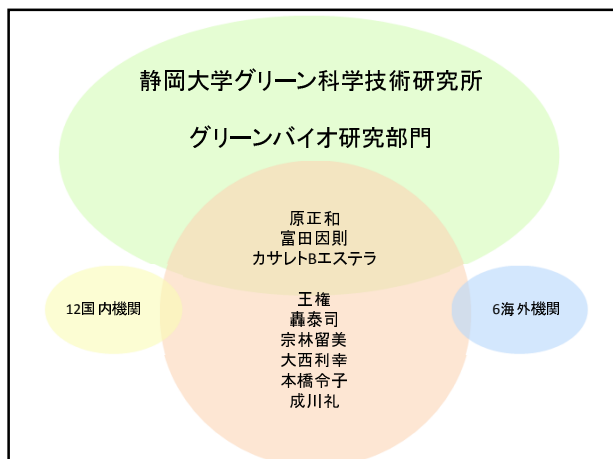 静岡大学グリーン科学技術研究所
グリーンバイオ研究部門
原正和
富田因則
カサレトBエステラ
12国内機関
6海外機関
王権
轟泰司
宗林留美
大西利幸
本橋令子
成川礼